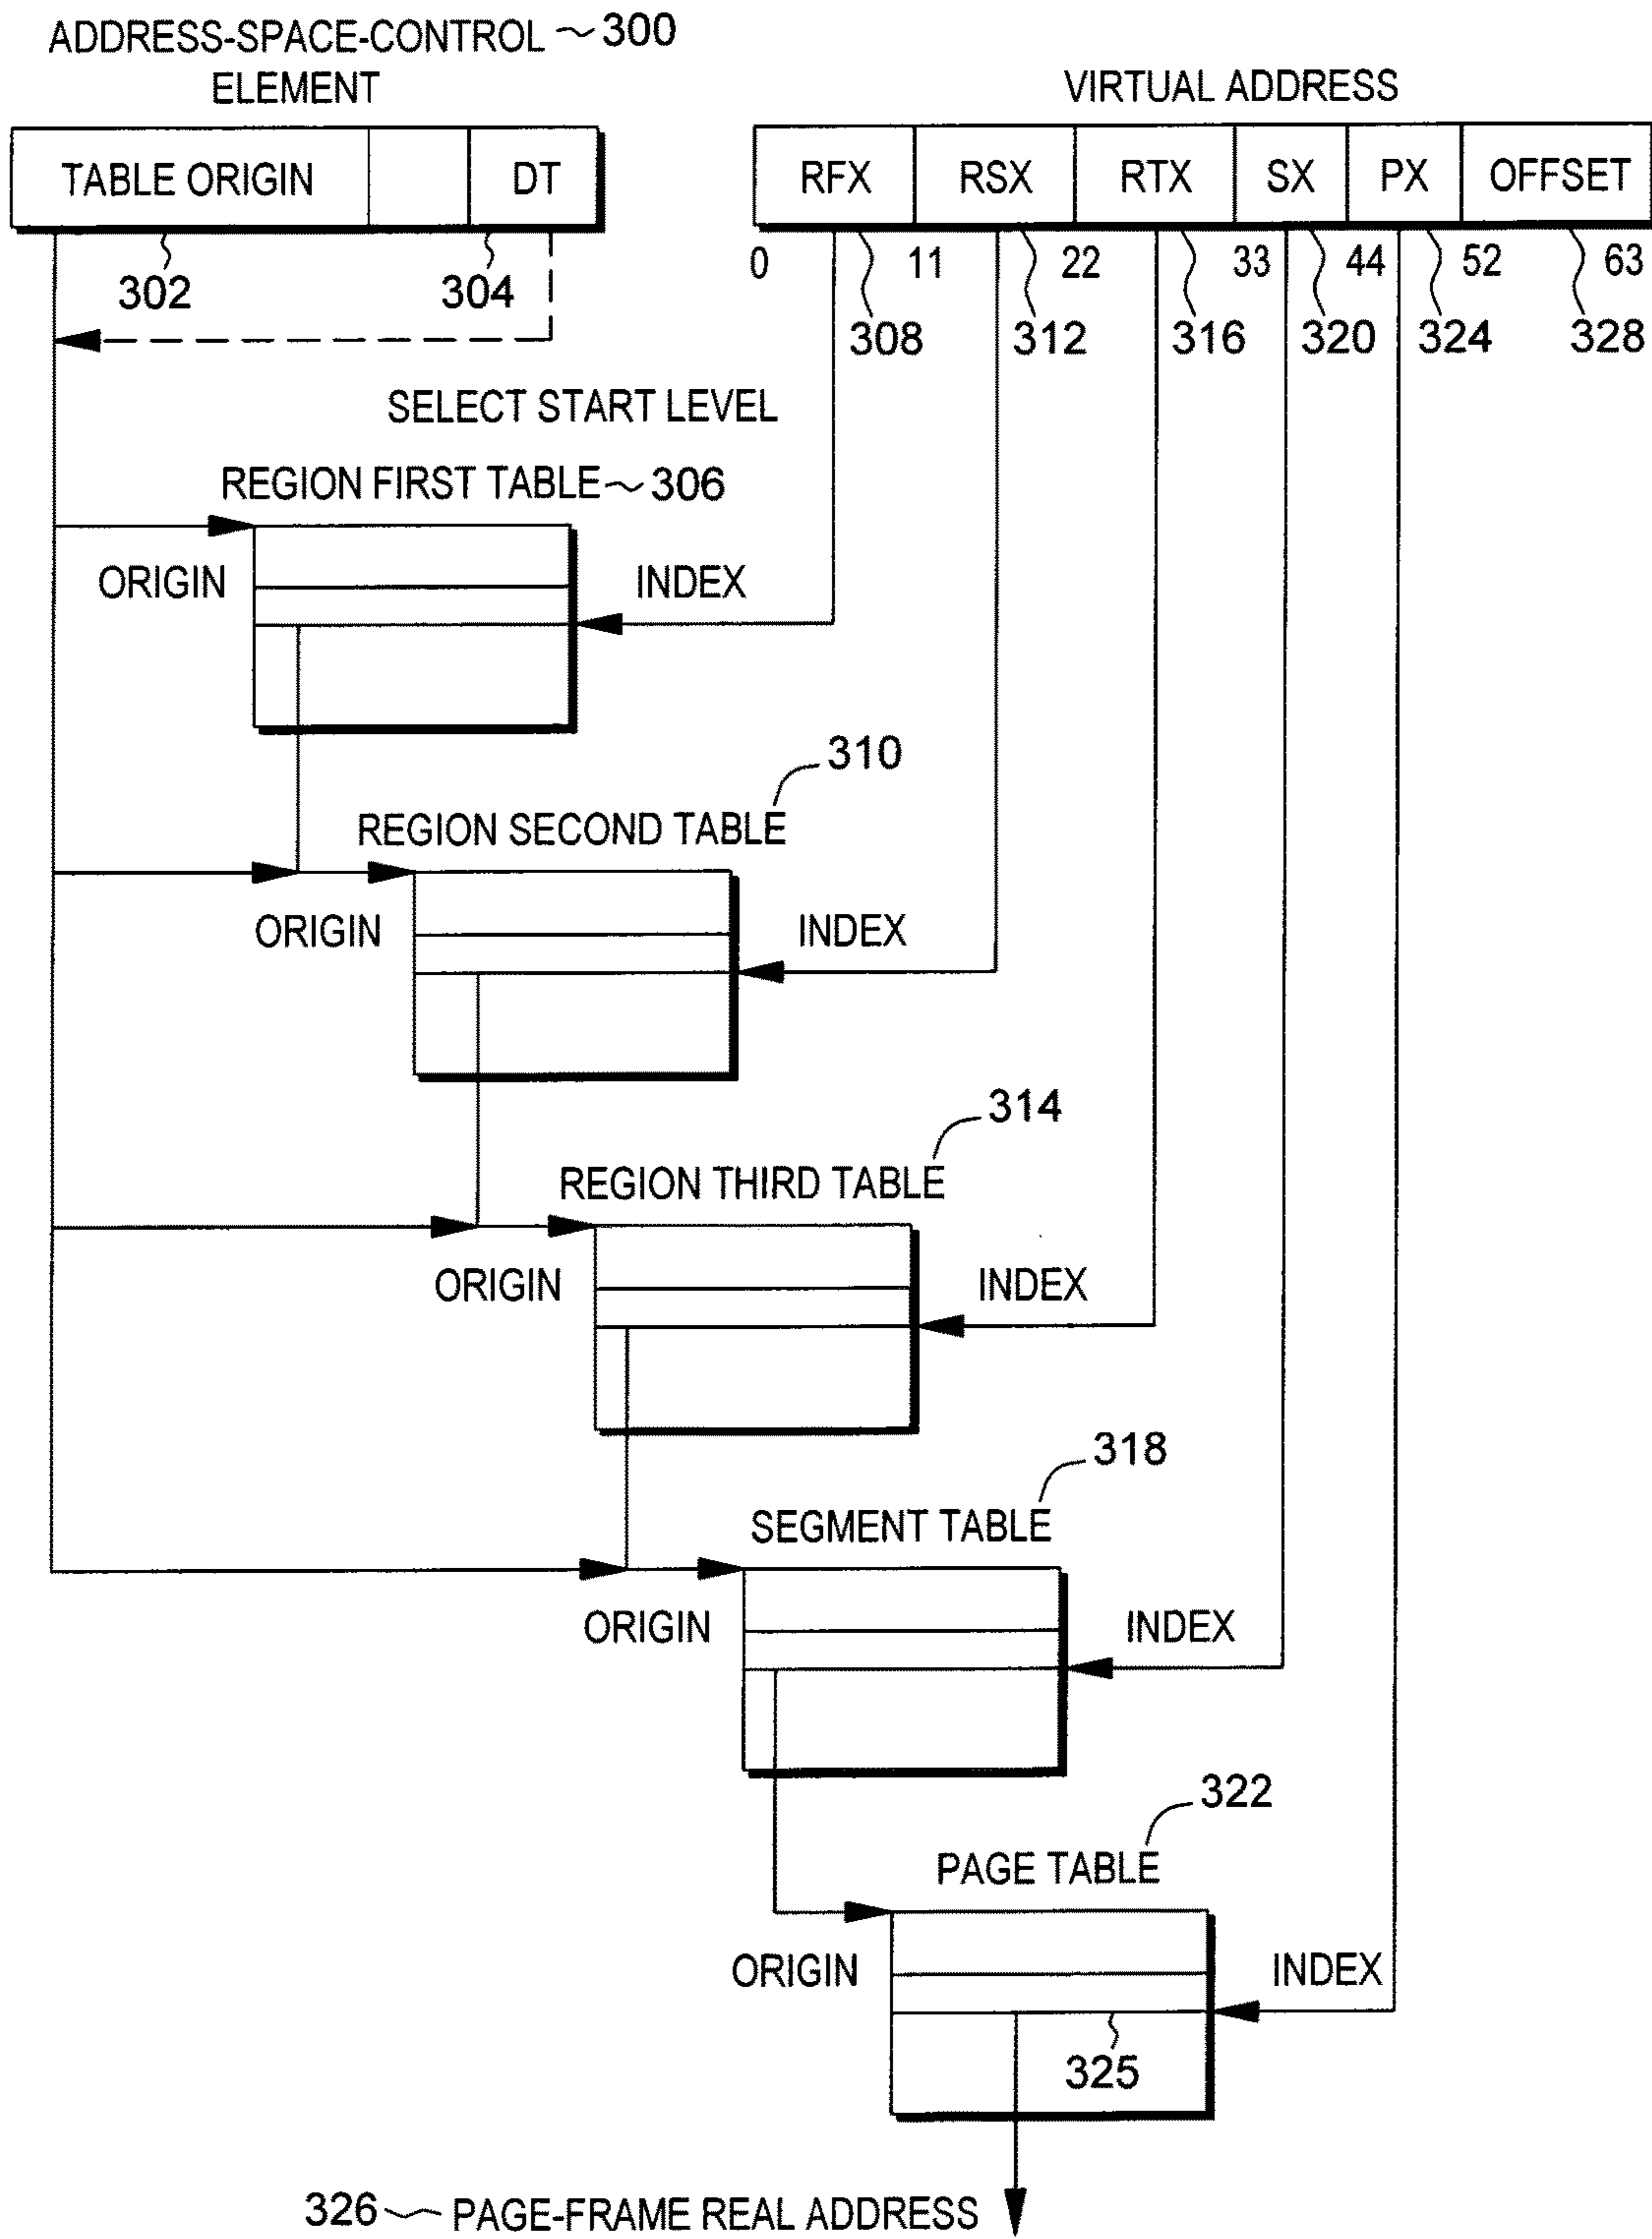 ADDRESS-SPACE-CONTROL 300
ELEMENT
VIRTUAL ADDRESS
TABLE ORIGIN DT
RFX RSX RTX SX PX OFFSET
0 11 22 33 44 52 63
302 304
308 312 316 320 324 328
SELECT START LEVEL
REGION FIRST TABLE 306
ORIGIN INDEX
310
REGION SECOND TABLE
ORIGIN INDEX
314
REGION THIRD TABLE
ORIGIN INDEX
318
SEGMENT TABLE
ORIGIN INDEX
322
PAGE TABLE
ORIGIN INDEX
325
326 PAGE-FRAME REAL ADDRESS